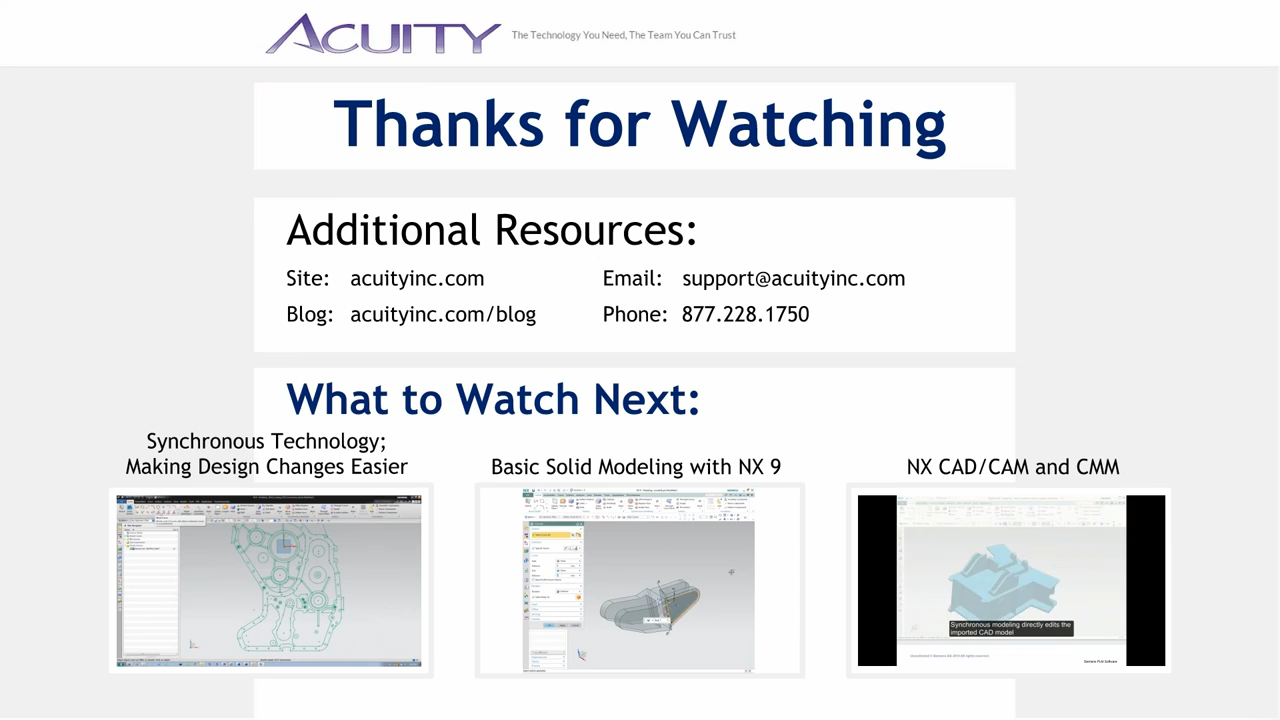 ACUITY The Technology You Need, The Team You Can Trust
Thanks for Watching
Additional Resources:
Site: acuityinc.com Email: support@acuityinc.com
Blog: acuityinc.com/blog Phone: 877.228.1750
What to Watch Next:
Synchronous Technology;
Making Design Changes Easier
Basic Solid Modeling with NX 9
NX CAD/CAM and CMM
Synchronous modeling directly edits the
imported CAD model
Siemens PLM Software